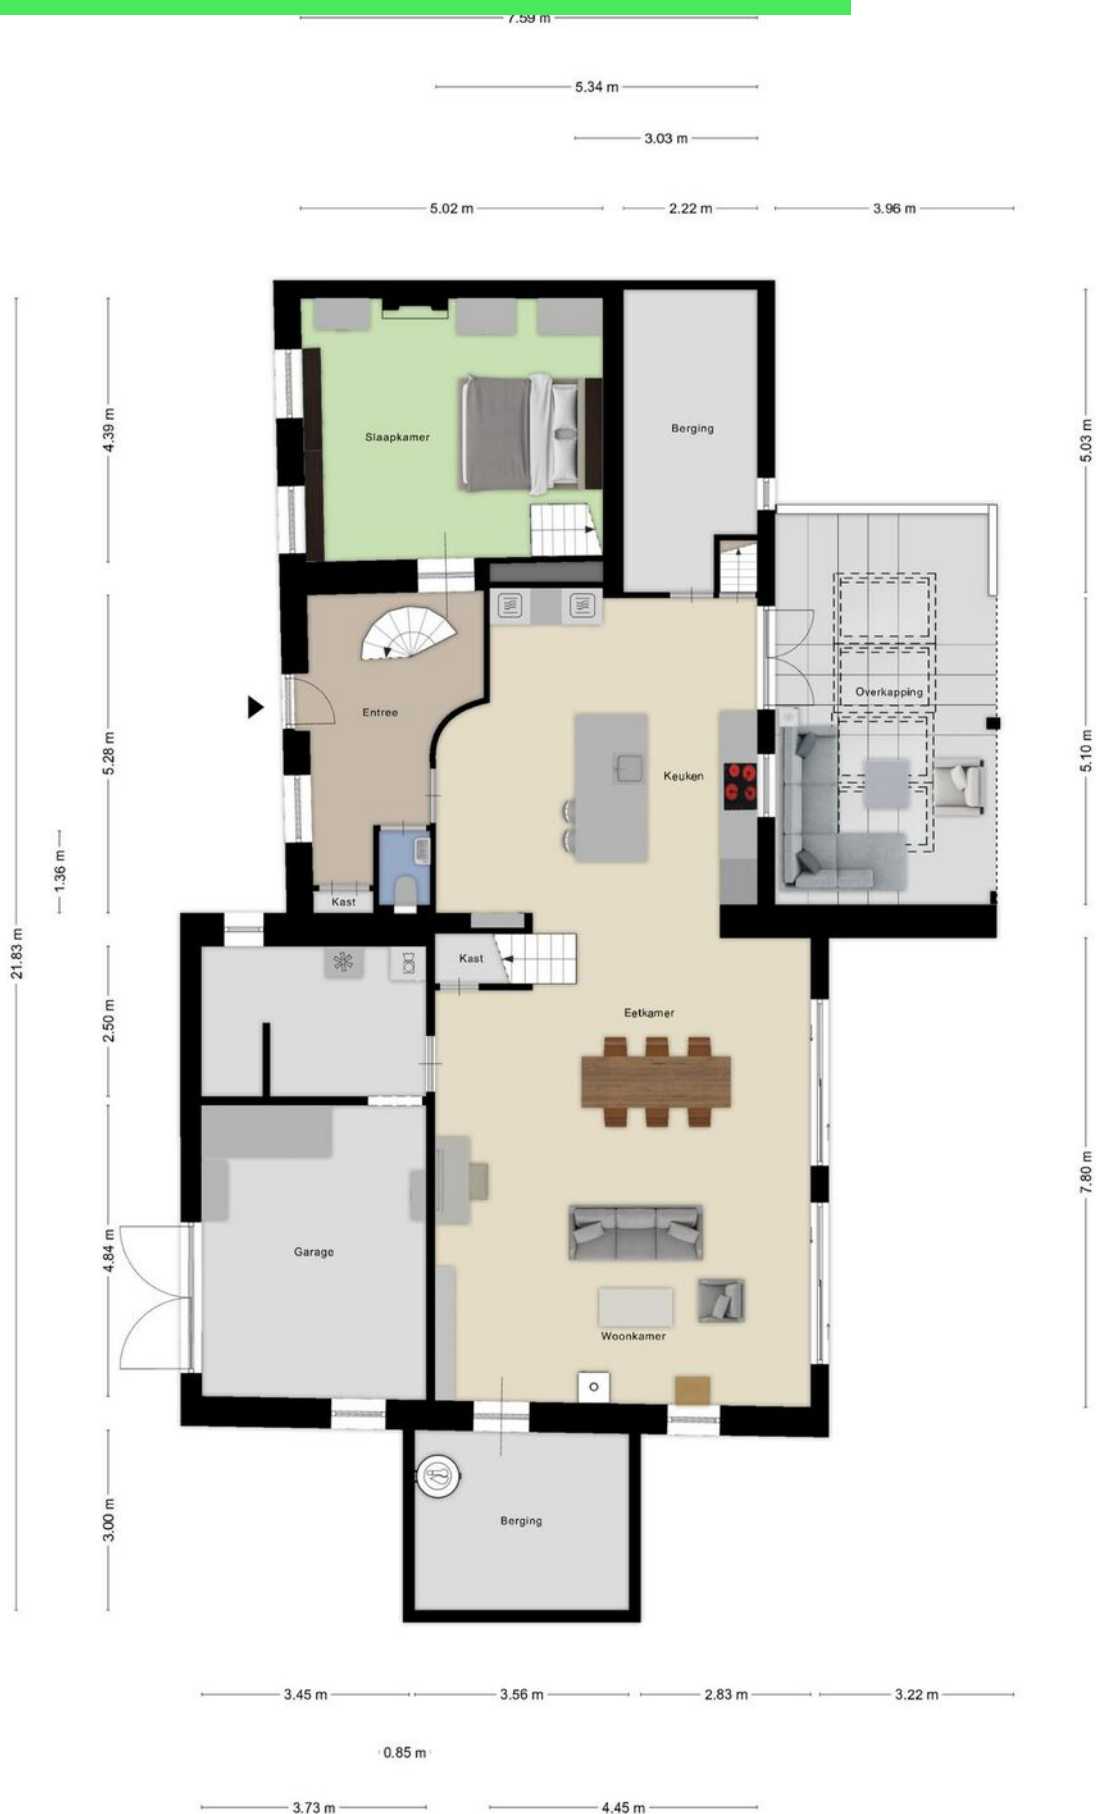 7.59 m
5.34 m
3.03 m
5.02 m
2.22 m
3.96 m
4.39 m
Slaapkamer
Berging
5.03 m
Entree
Overkapping
5.28 m
Keuken
5.10 m
1.36 m
Kast
21.83 m
Kast
2.50 m
Eetkamer
7.80 m
4.84 m
Garage
Woonkamer
3.00 m
Berging
3.45 m
3.56 m
2.83 m
3.22 m
0.85 m
3.73 m
4.45 m